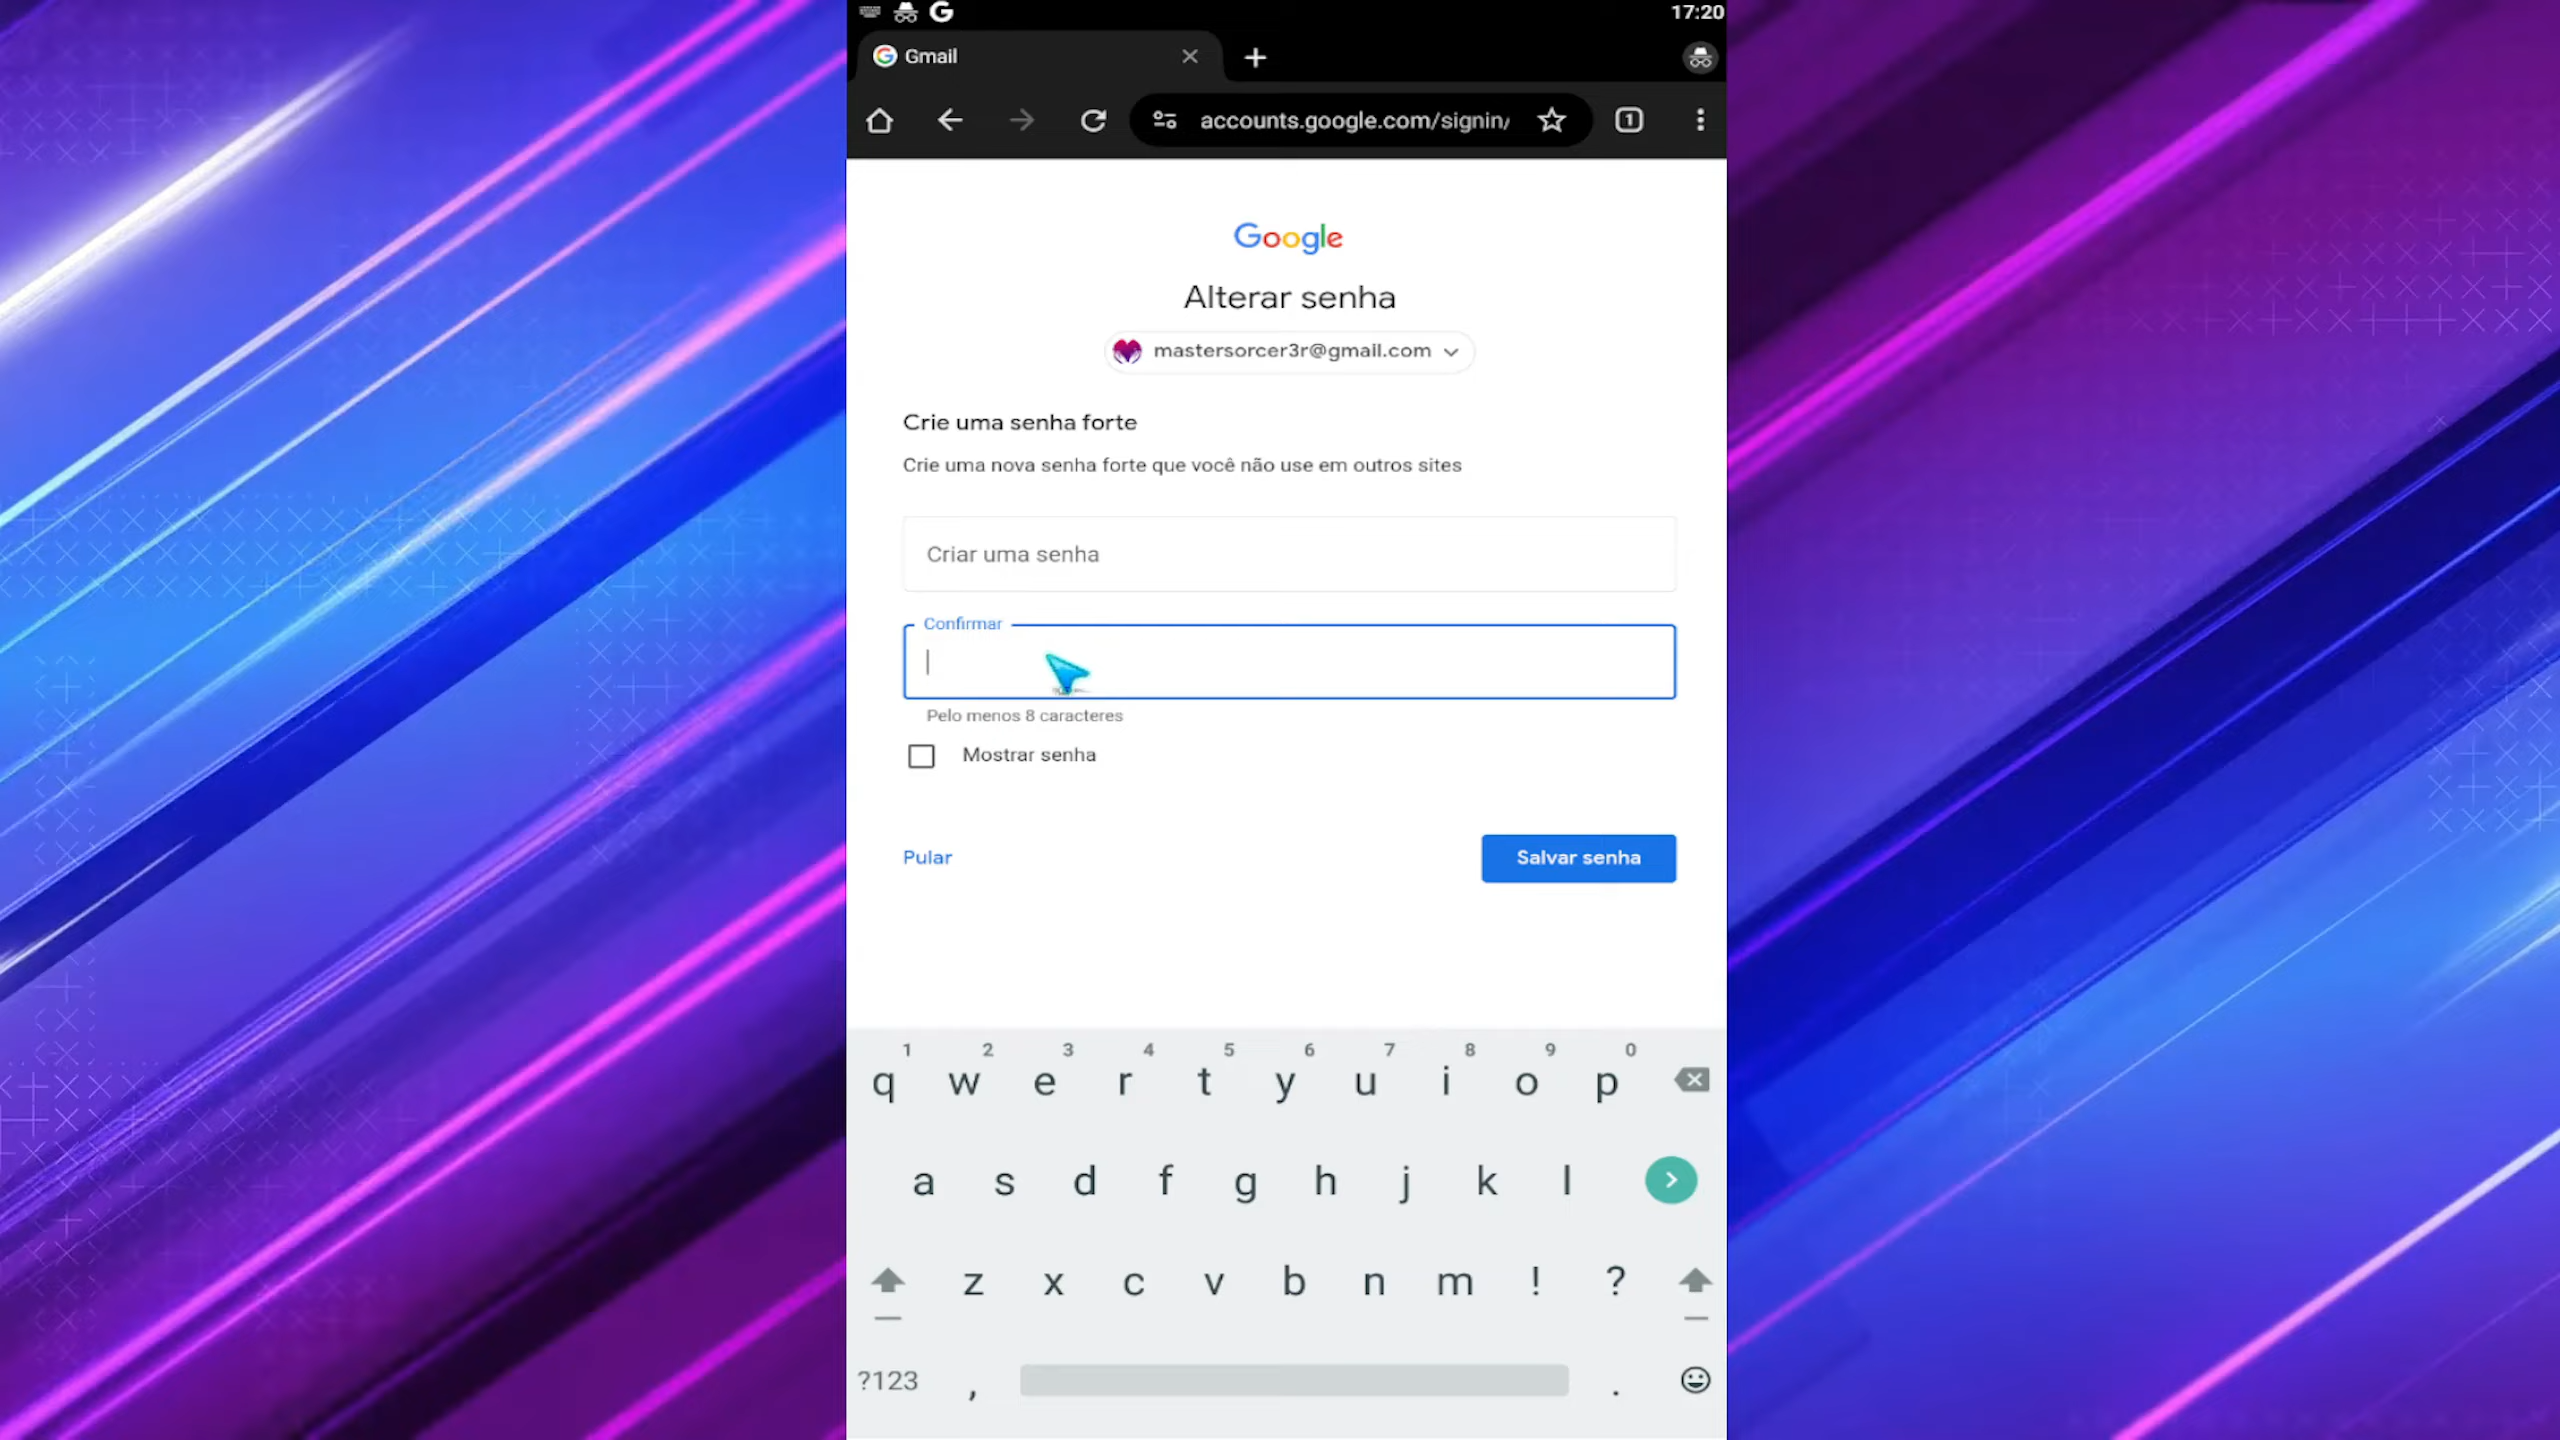 17:20
Gmail
accounts.google.com/signin/
1
Google
Alterar senha
mastersorcer3r@gmail.com
Crie uma senha forte
Crie uma nova senha forte que você não use em outros sites
Criar uma senha
Confirmar
Pelo menos 8 caracteres
Mostrar senha
Pular
Salvar senha
1 2 3 4 5 6 7 8 9 0
q w e r t y u i o p
a s d f g h j k l
z x c v b n m ! ?
?123 , .